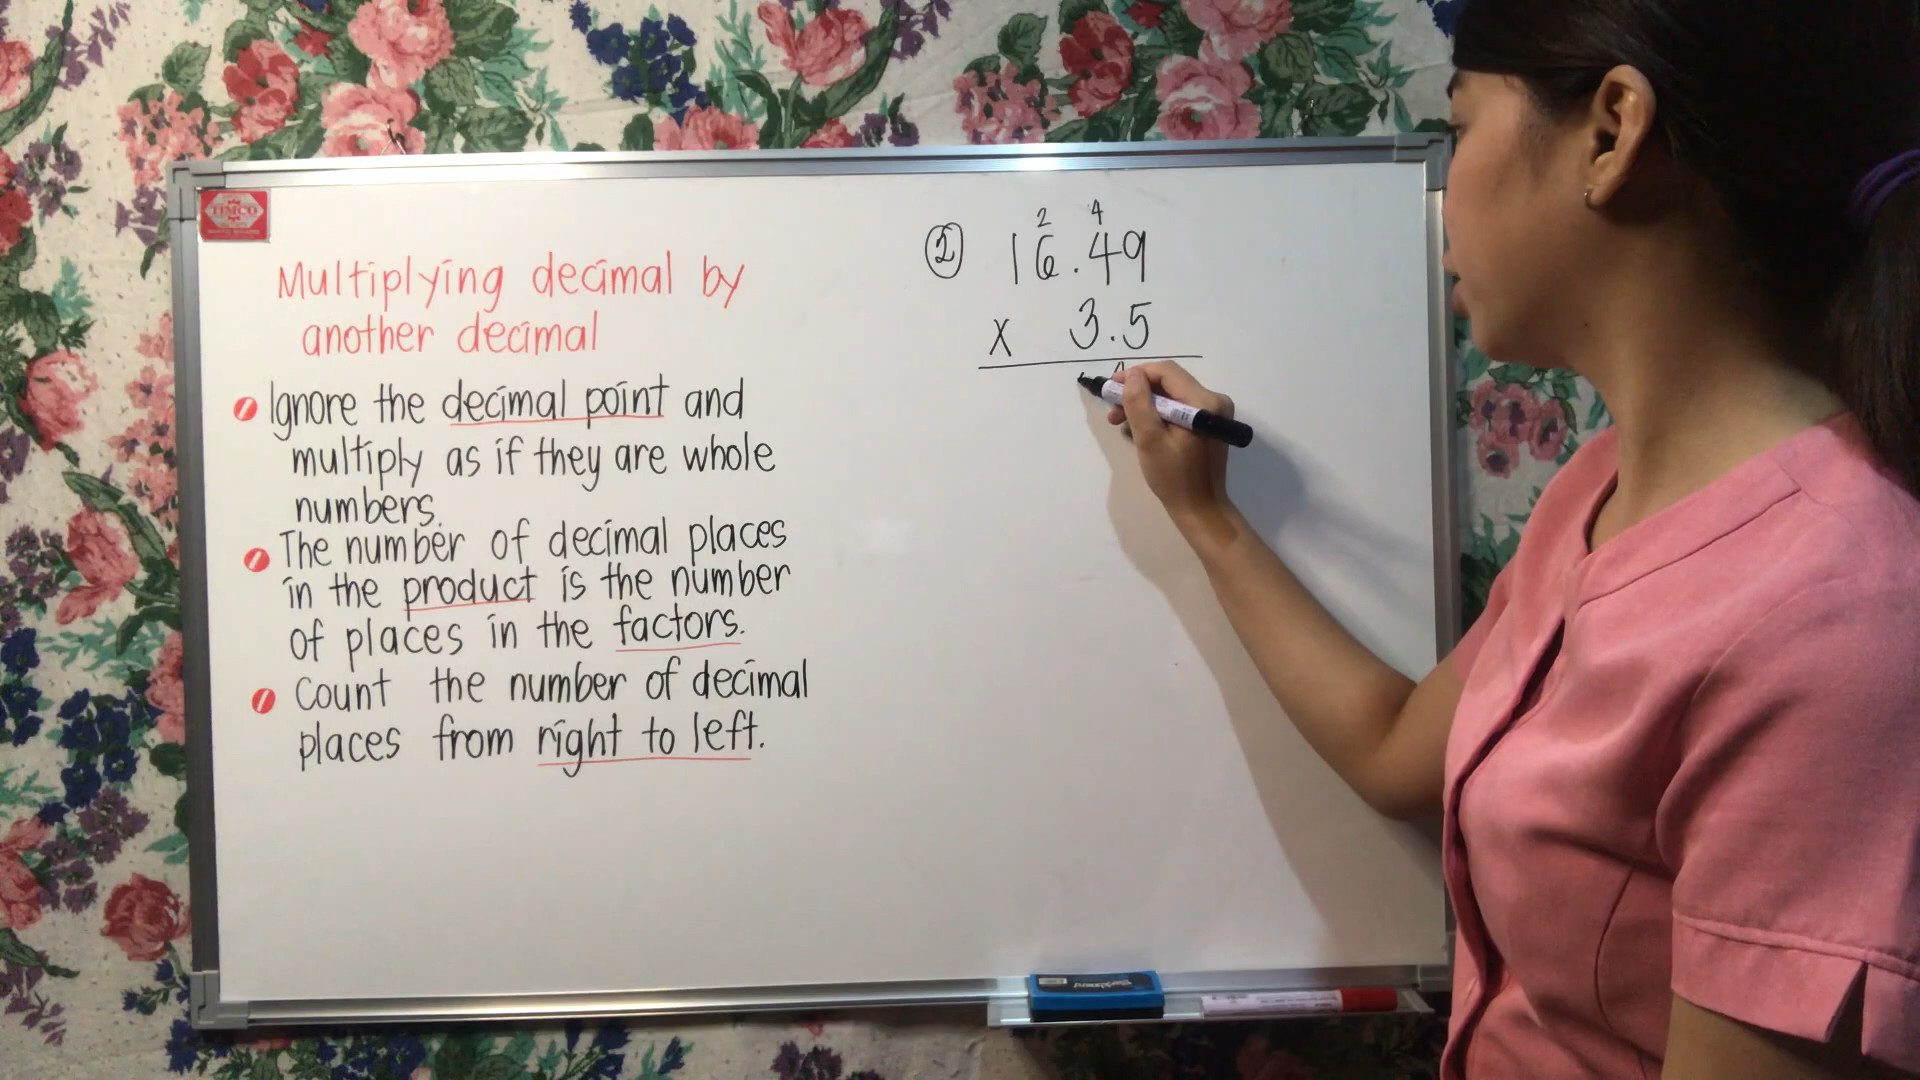 TIMCO
Multiplying decimal by
another decimal
Ignore the decimal point and
multiply as if they are whole
numbers.
The number of decimal places
in the product is the number
of places in the factors.
Count the number of decimal
places from right to left.
2 4
② 16.49
x 3.5